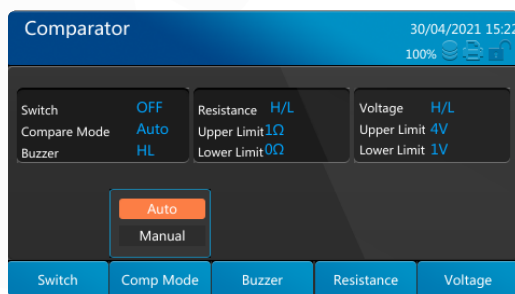 Comparator
30/04/2021 15:22
100%
Switch OFF
Compare Mode Auto
Buzzer HL
Resistance H/L
Upper Limit 1Ω
Lower Limit 0Ω
Voltage H/L
Upper Limit 4V
Lower Limit 1V
Auto
Manual
Switch Comp Mode Buzzer Resistance Voltage